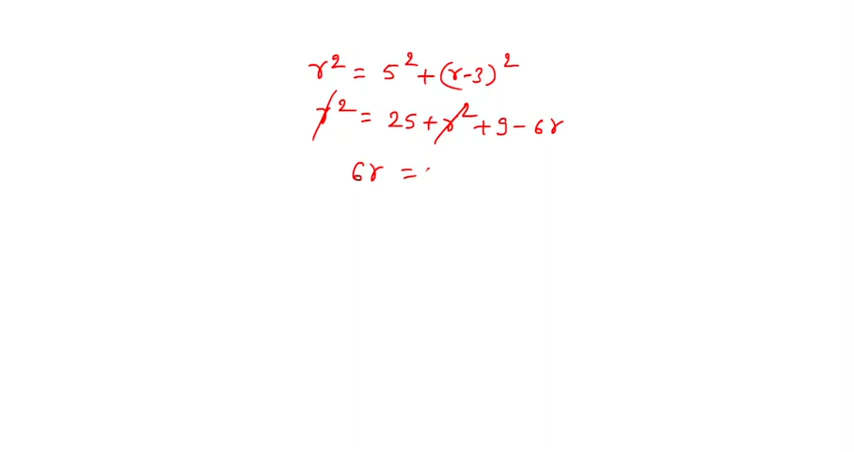 r² = 5² + (r-3)²
r² = 25 + r² + 9 - 6r
6r =